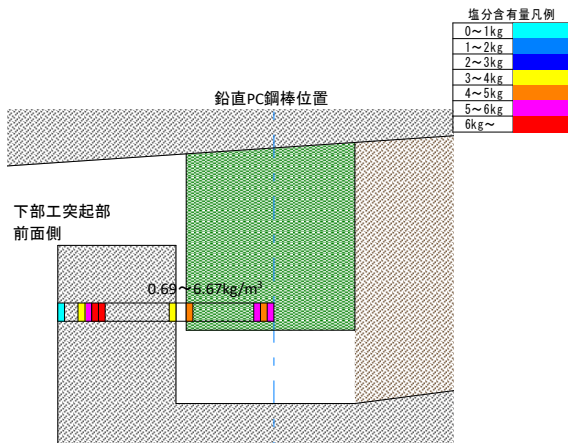 塩分含有量凡例
0～1kg
1～2kg
2～3kg
3～4kg
4～5kg
5～6kg
6kg～
鉛直PC鋼棒位置
下部工突起部
前面側
0.69～6.67kg/m³